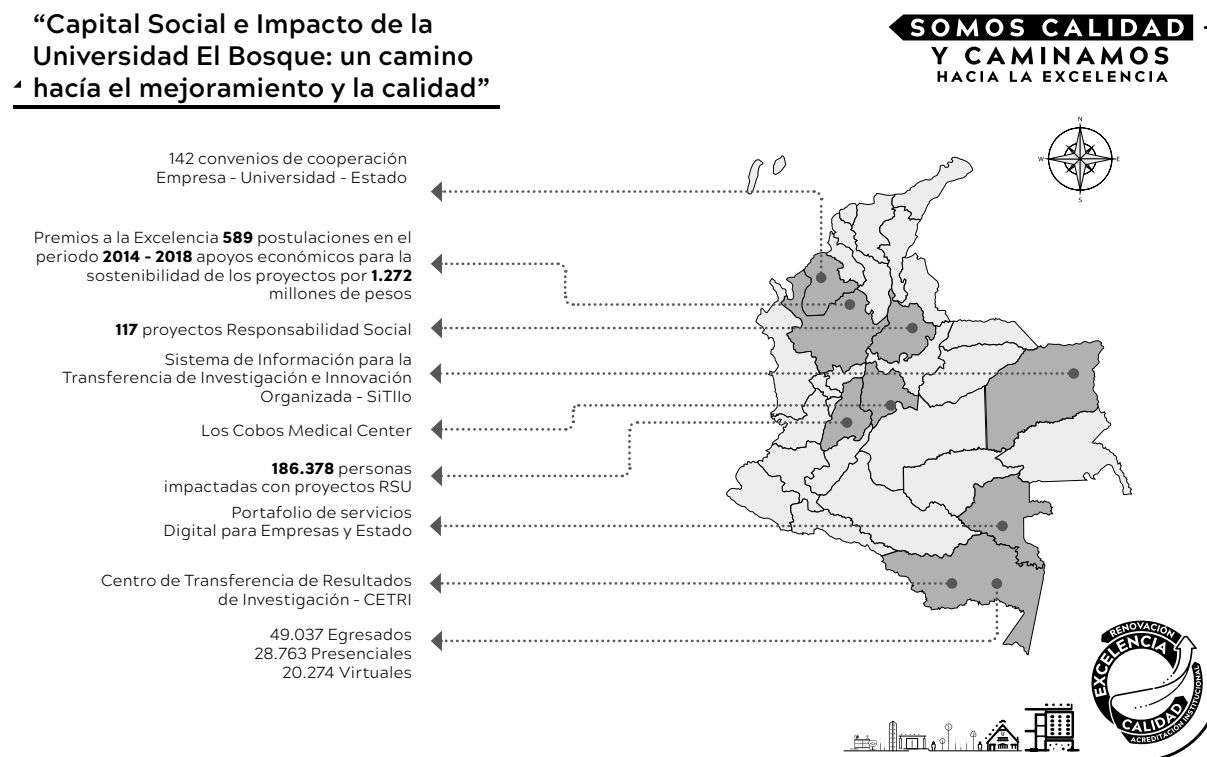 “Capital Social e Impacto de la
Universidad El Bosque: un camino
hacía el mejoramiento y la calidad”
SOMOS CALIDAD
Y CAMINAMOS
HACIA LA EXCELENCIA
N
W
E
S
142 convenios de cooperación
Empresa - Universidad - Estado
Premios a la Excelencia 589 postulaciones en el
periodo 2014 - 2018 apoyos económicos para la
sostenibilidad de los proyectos por 1.272
millones de pesos
117 proyectos Responsabilidad Social
Sistema de Información para la
Transferencia de Investigación e Innovación
Organizada - SiTIIo
Los Cobos Medical Center
186.378 personas
impactadas con proyectos RSU
Portafolio de servicios
Digital para Empresas y Estado
Centro de Transferencia de Resultados
de Investigación - CETRI
49.037 Egresados
28.763 Presenciales
20.274 Virtuales
RENOVACIÓN
EXCELENCIA
CALIDAD
ACREDITACIÓN INSTITUCIONAL